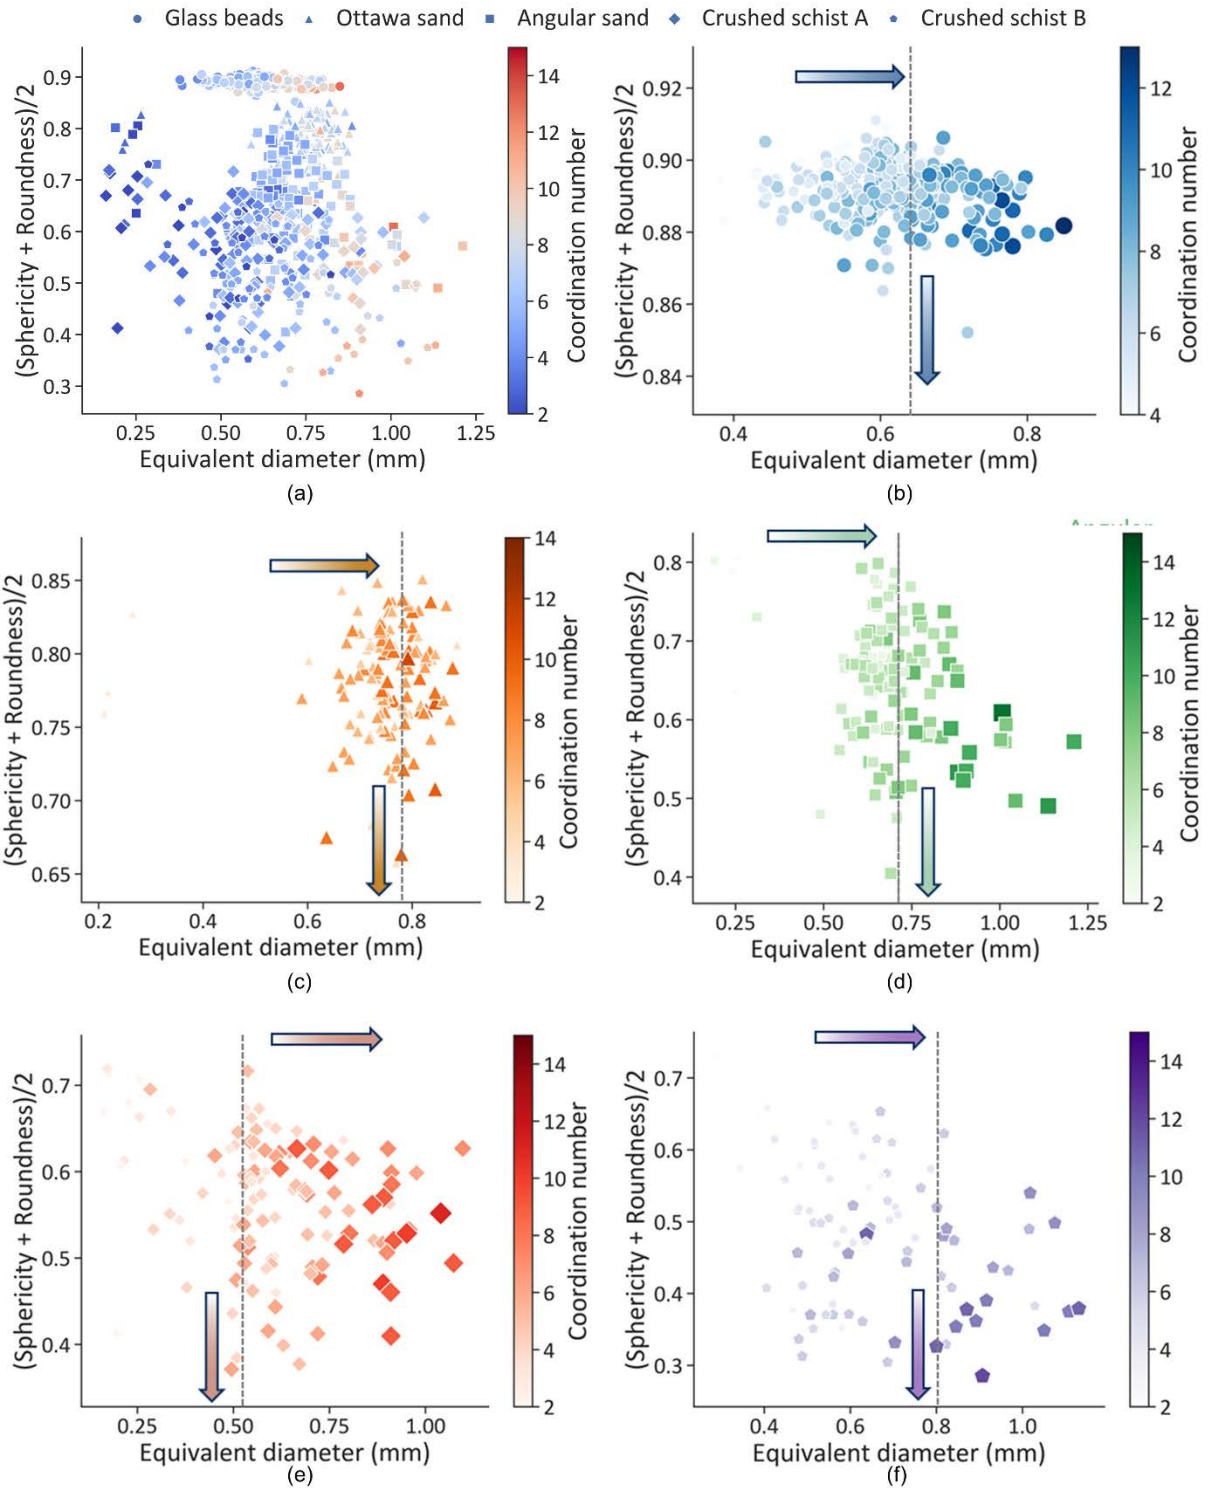 Glass beads Ottawa sand Angular sand Crushed schist A Crushed schist B
(Sphericity + Roundness)/2
0.9
0.8
0.7
0.6
0.5
0.4
0.3
0.25 0.50 0.75 1.00 1.25
Equivalent diameter (mm)
(a)
14
12
10
8
6
4
2
Coordination number
(Sphericity + Roundness)/2
0.92
0.90
0.88
0.86
0.84
0.4 0.6 0.8
Equivalent diameter (mm)
(b)
12
10
8
6
4
Coordination number
(Sphericity + Roundness)/2
0.85
0.80
0.75
0.70
0.65
0.2 0.4 0.6 0.8
Equivalent diameter (mm)
(c)
14
12
10
8
6
4
2
Coordination number
(Sphericity + Roundness)/2
0.8
0.7
0.6
0.5
0.4
0.25 0.50 0.75 1.00 1.25
Equivalent diameter (mm)
(d)
14
12
10
8
6
4
2
Coordination number
(Sphericity + Roundness)/2
0.7
0.6
0.5
0.4
0.25 0.50 0.75 1.00
Equivalent diameter (mm)
(e)
14
12
10
8
6
4
2
Coordination number
(Sphericity + Roundness)/2
0.7
0.6
0.5
0.4
0.3
0.4 0.6 0.8 1.0
Equivalent diameter (mm)
(f)
14
12
10
8
6
4
2
Coordination number